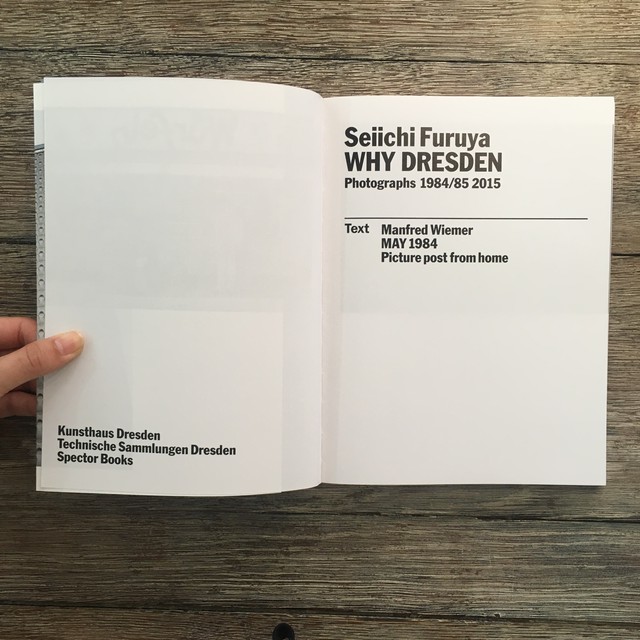 Kunsthaus Dresden
Technische Sammlungen Dresden
Spector Books
Seiichi Furuya
WHY DRESDEN
Photographs 1984/85 2015
Text Manfred Wiemer
MAY 1984
Picture post from home